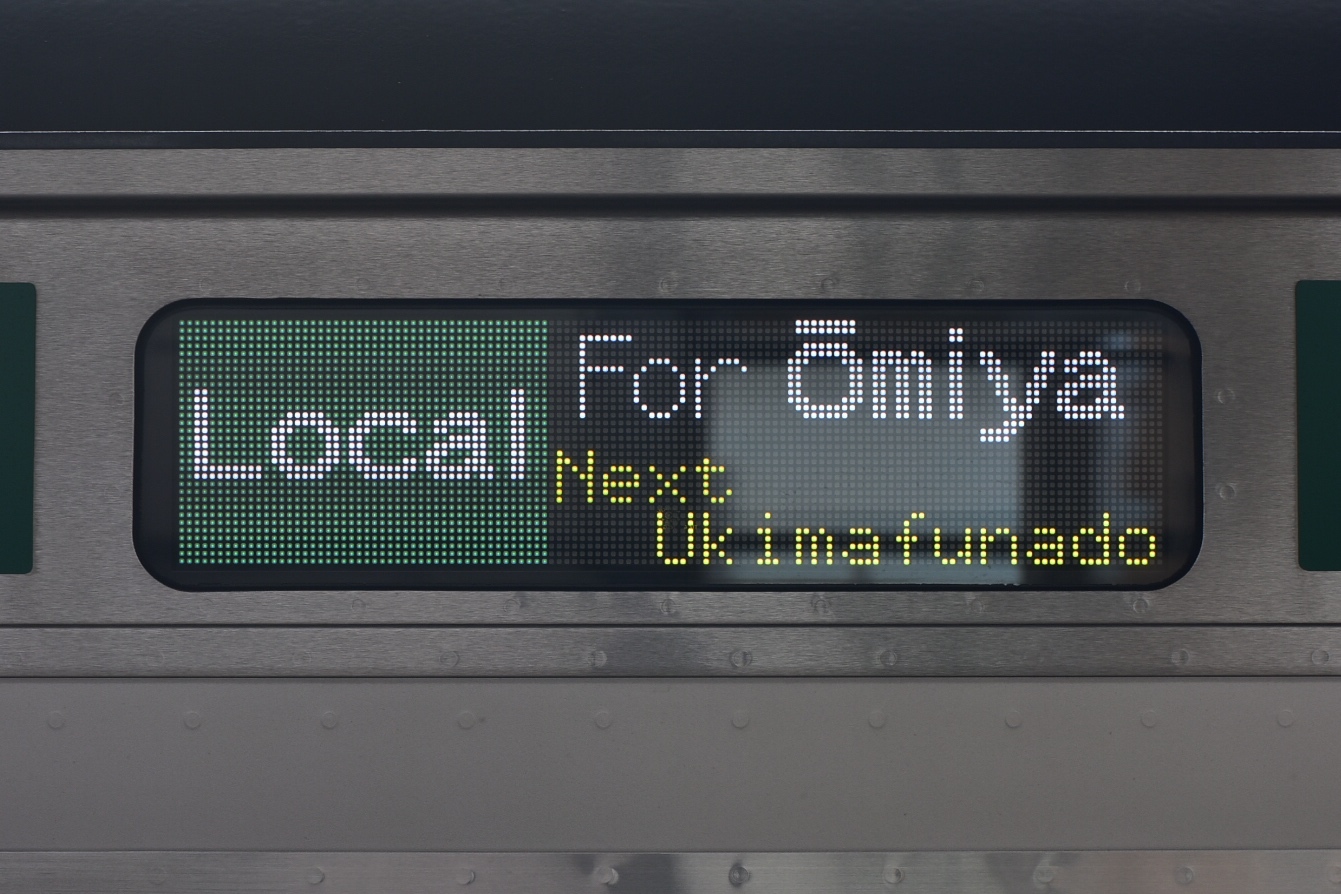 Local
For Ōmiya
Next
Ukimafunado